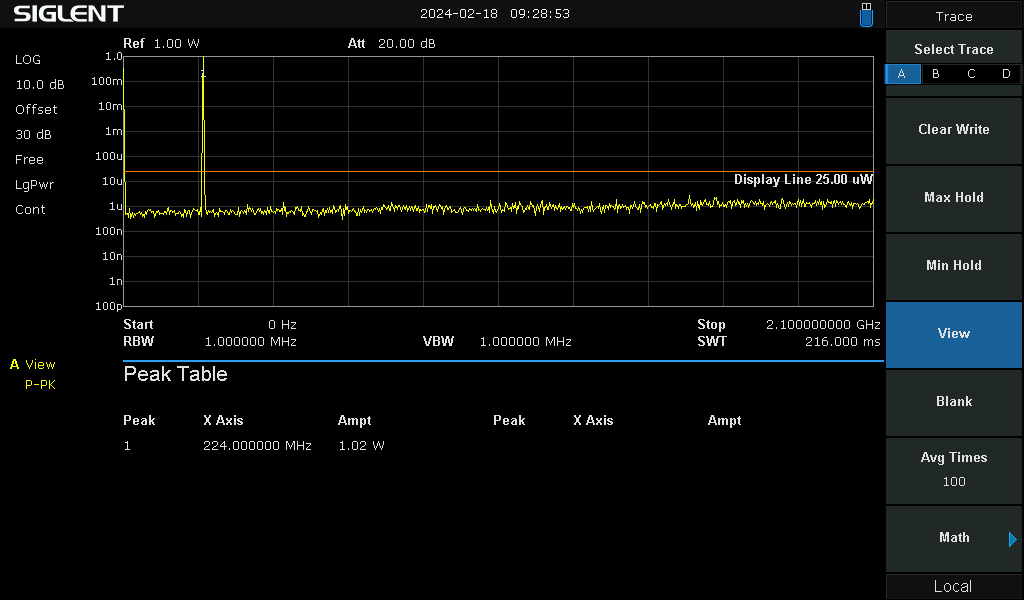 SIGLENT 2024-02-18 09:28:53
Ref 1.00 W Att 20.00 dB
LOG
10.0 dB
Offset
30 dB
Free
LgPwr
Cont
1.0
100m
10m
1m
100u
10u
1u
100n
10n
1n
100p
Display Line 25.00 uW
Start 0 Hz Stop 2.100000000 GHz
RBW 1.000000 MHz VBW 1.000000 MHz SWT 216.000 ms
A View
P-PK
Peak Table
Peak X Axis Ampt Peak X Axis Ampt
1 224.000000 MHz 1.02 W
Trace
Select Trace
A B C D
Clear Write
Max Hold
Min Hold
View
Blank
Avg Times
100
Math
Local